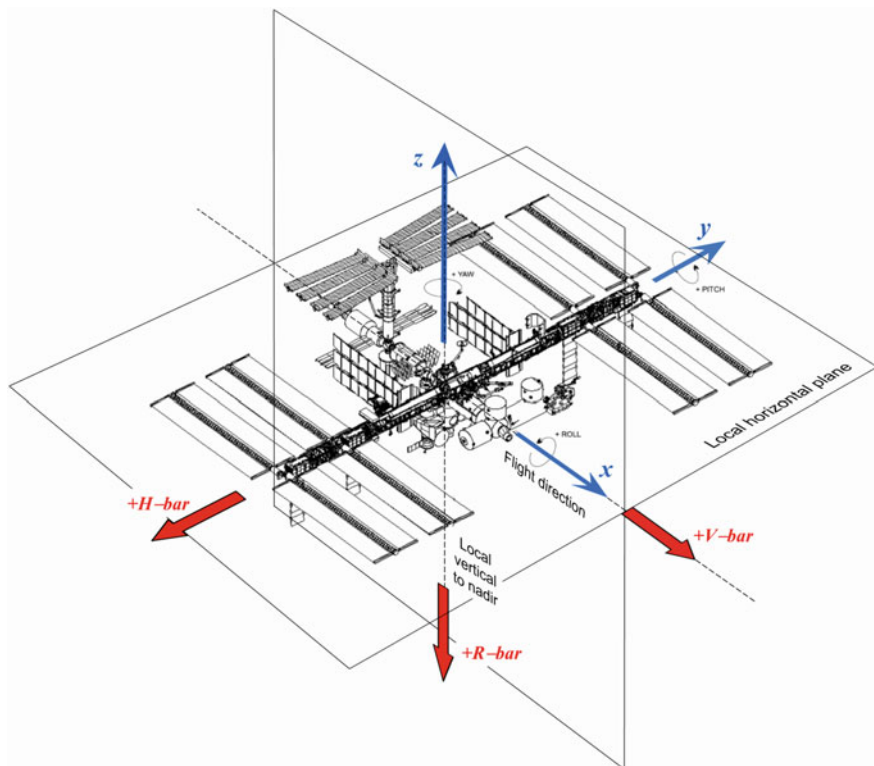 z
y
+ YAW
+ PITCH
Local horizontal plane
+ ROLL
x
Flight direction
+H–bar
+V–bar
Local
vertical
to nadir
+R–bar